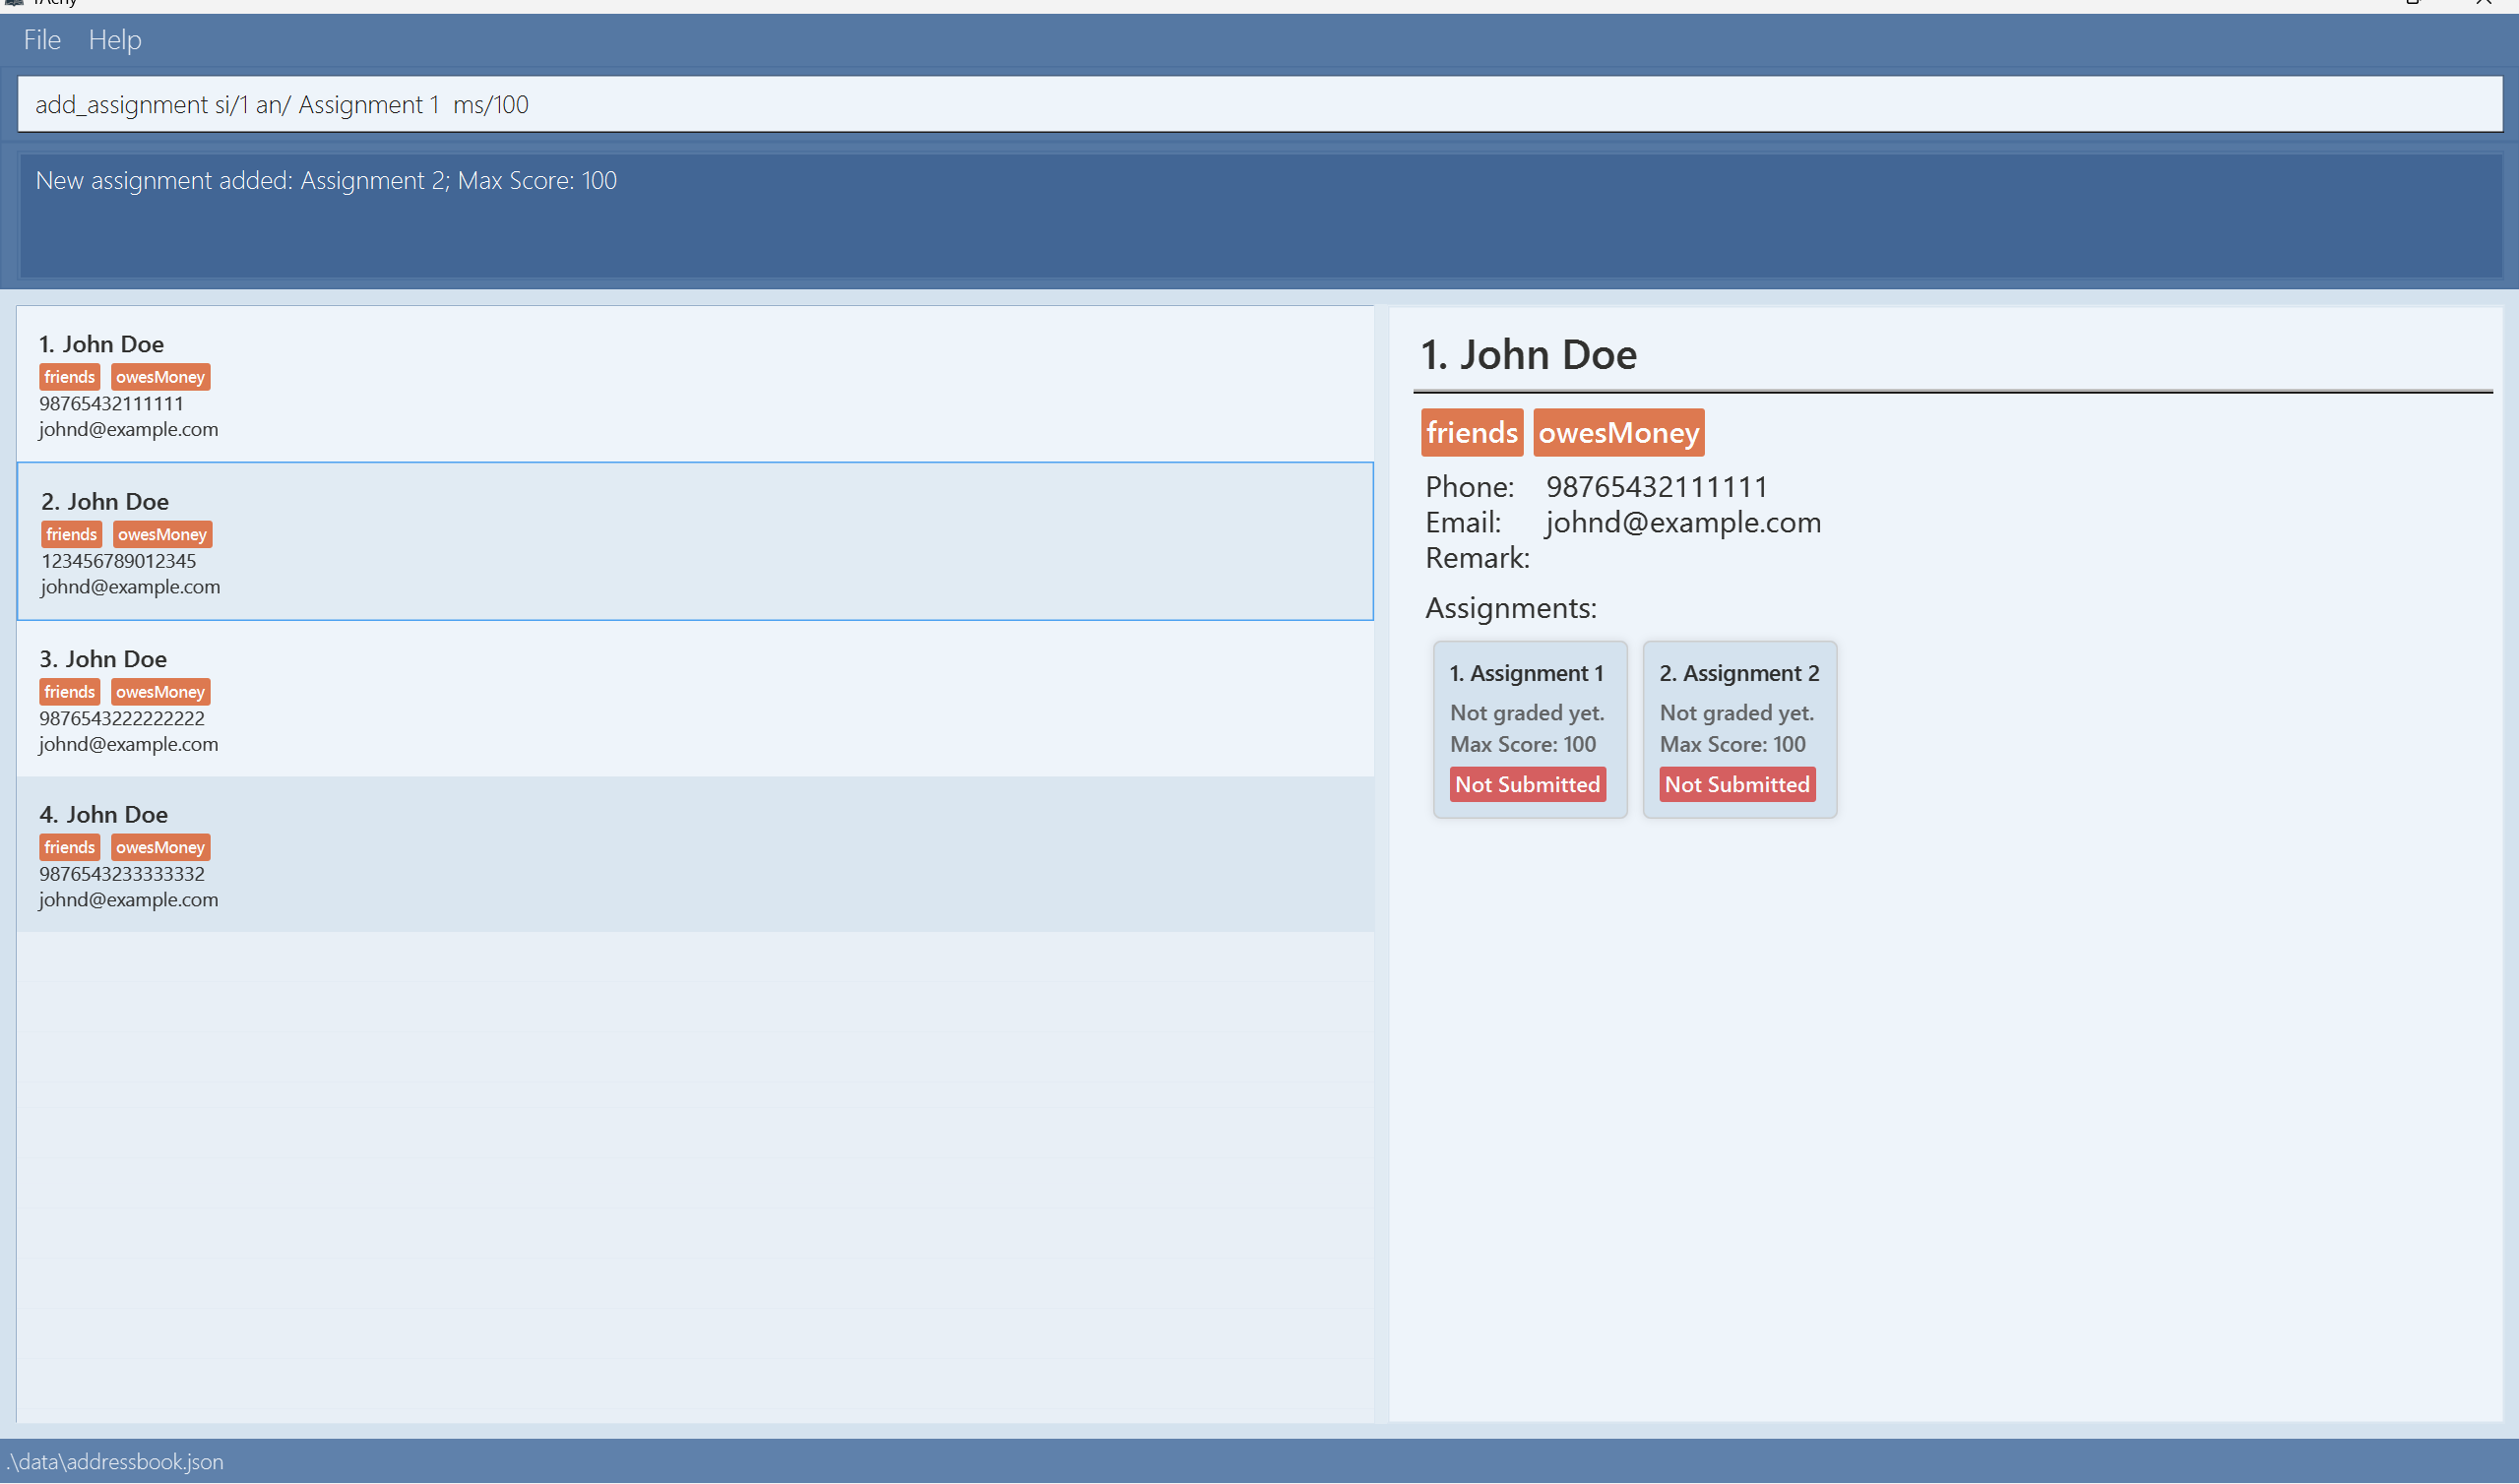 File Help
add_assignment si/1 an/ Assignment 1  ms/100
New assignment added: Assignment 2; Max Score: 100
1. John Doe
friends owesMoney
98765432111111
johnd@example.com
2. John Doe
friends owesMoney
123456789012345
johnd@example.com
3. John Doe
friends owesMoney
9876543222222222
johnd@example.com
4. John Doe
friends owesMoney
9876543233333332
johnd@example.com
1. John Doe
friends owesMoney
Phone: 98765432111111
Email: johnd@example.com
Remark:
Assignments:
1. Assignment 1
Not graded yet.
Max Score: 100
Not Submitted
2. Assignment 2
Not graded yet.
Max Score: 100
Not Submitted
.\data\addressbook.json